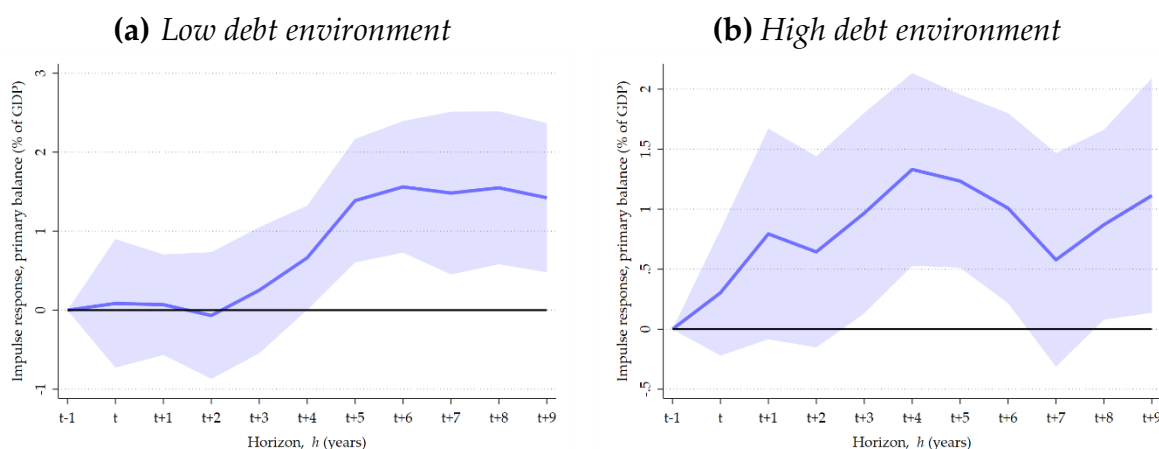 (a) Low debt environment
Impulse response, primary balance (% of GDP)
3
2
1
0
-1
t-1 t t+1 t+2 t+3 t+4 t+5 t+6 t+7 t+8 t+9
Horizon, h (years)
(b) High debt environment
Impulse response, primary balance (% of GDP)
2
1.5
1
.5
0
-.5
t-1 t t+1 t+2 t+3 t+4 t+5 t+6 t+7 t+8 t+9
Horizon, h (years)